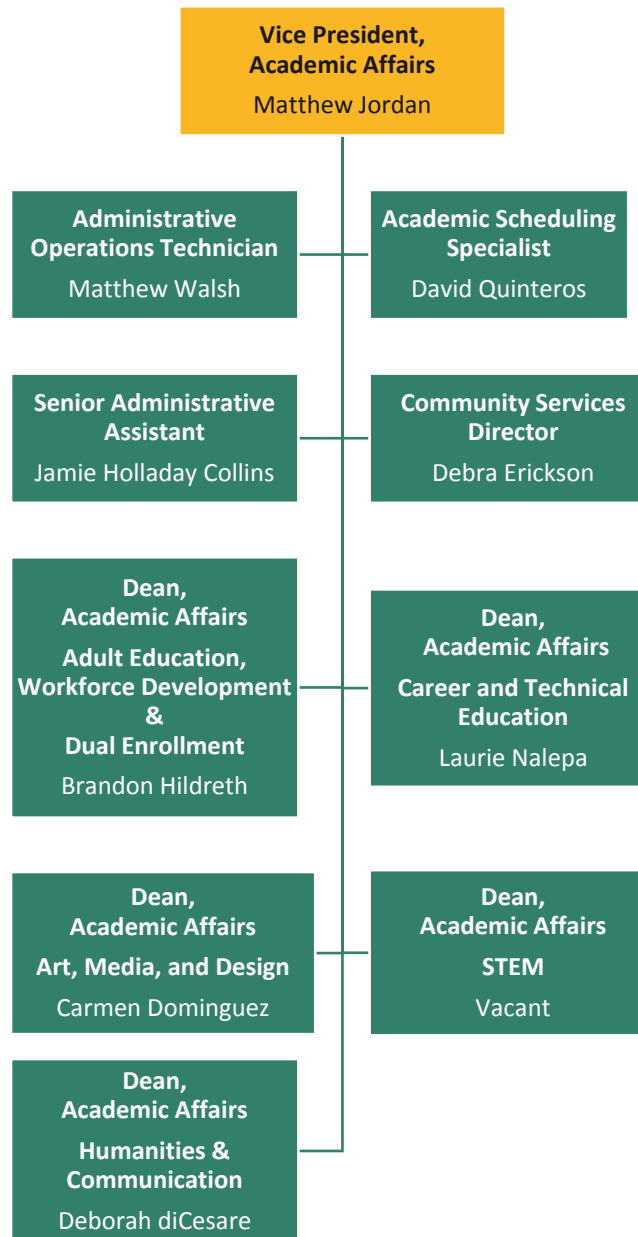 Vice President,
Academic Affairs
Matthew Jordan
Administrative
Operations Technician
Matthew Walsh
Academic Scheduling
Specialist
David Quinteros
Senior Administrative
Assistant
Jamie Holladay Collins
Community Services
Director
Debra Erickson
Dean,
Academic Affairs
Adult Education,
Workforce Development
&
Dual Enrollment
Brandon Hildreth
Dean,
Academic Affairs
Career and Technical
Education
Laurie Nalepa
Dean,
Academic Affairs
Art, Media, and Design
Carmen Dominguez
Dean,
Academic Affairs
STEM
Vacant
Dean,
Academic Affairs
Humanities &
Communication
Deborah diCesare